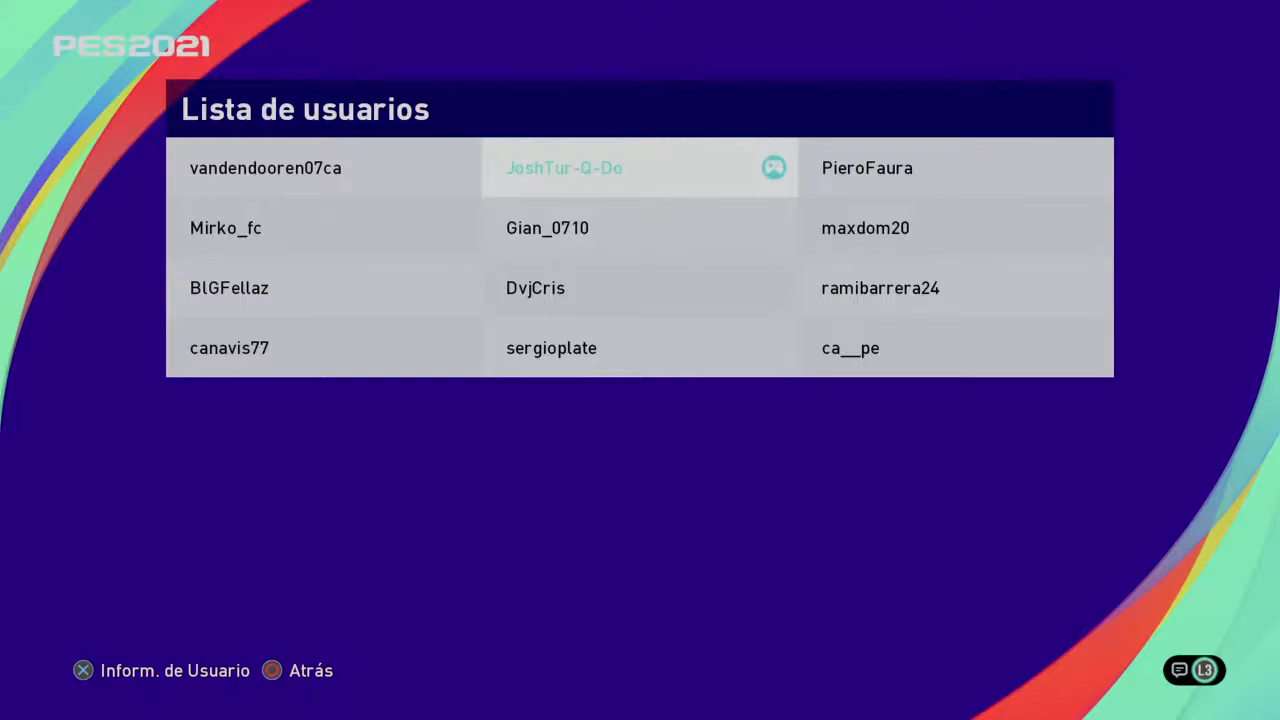 PES2021
Lista de usuarios
vandendooren07ca JoshTur-Q-Do PieroFaura
Mirko_fc Gian_0710 maxdom20
BlGFellaz DvjCris ramibarrera24
canavis77 sergioplate ca__pe
Inform. de Usuario Atrás L3